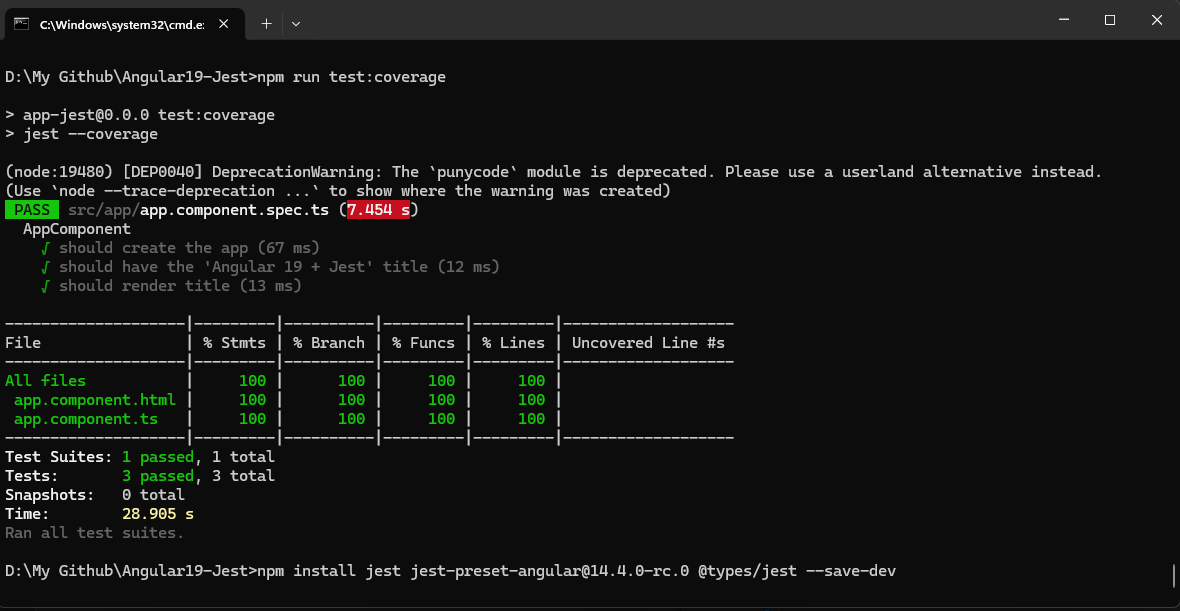 C:\Windows\system32\cmd.e
D:\My Github\Angular19-Jest>npm run test:coverage
> app-jest@0.0.0 test:coverage
> jest --coverage
(node:19480) [DEP0040] DeprecationWarning: The `punycode` module is deprecated. Please use a userland alternative instead.
(Use `node --trace-deprecation ...` to show where the warning was created)
PASS src/app/app.component.spec.ts (7.454 s)
AppComponent
√ should create the app (67 ms)
√ should have the 'Angular 19 + Jest' title (12 ms)
√ should render title (13 ms)
--------------------|---------|----------|---------|---------|-------------------
File                | % Stmts | % Branch | % Funcs | % Lines | Uncovered Line #s
--------------------|---------|----------|---------|---------|-------------------
All files           |     100 |      100 |     100 |     100 |
 app.component.html |     100 |      100 |     100 |     100 |
 app.component.ts   |     100 |      100 |     100 |     100 |
--------------------|---------|----------|---------|---------|-------------------
Test Suites: 1 passed, 1 total
Tests:       3 passed, 3 total
Snapshots:   0 total
Time:        28.905 s
Ran all test suites.
D:\My Github\Angular19-Jest>npm install jest jest-preset-angular@14.4.0-rc.0 @types/jest --save-dev